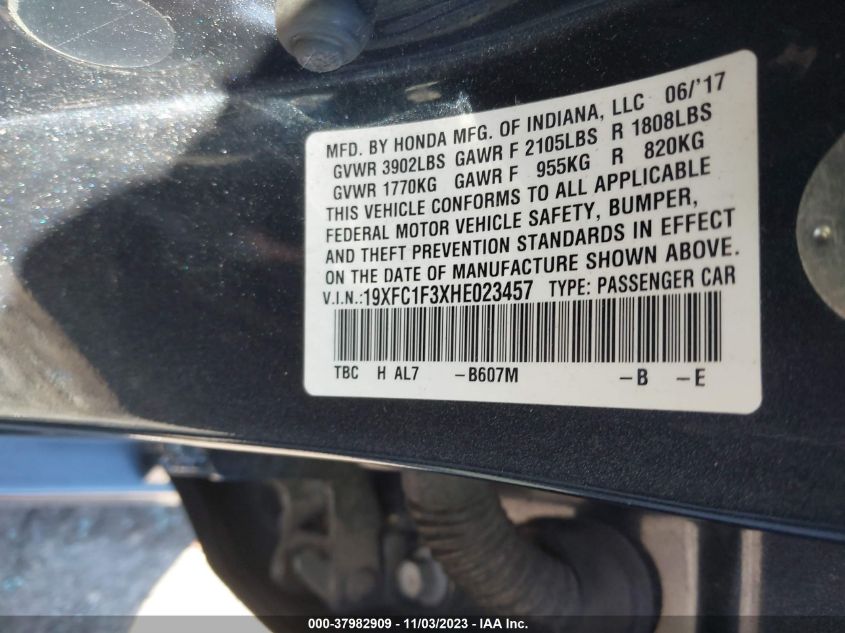 MFD. BY HONDA MFG. OF INDIANA, LLC 06/'17
GVWR 3902LBS GAWR F 2105LBS R 1808LBS
GVWR 1770KG GAWR F 955KG R 820KG
THIS VEHICLE CONFORMS TO ALL APPLICABLE
FEDERAL MOTOR VEHICLE SAFETY, BUMPER,
AND THEFT PREVENTION STANDARDS IN EFFECT
ON THE DATE OF MANUFACTURE SHOWN ABOVE.
V.I.N.:19XFC1F3XHE023457 TYPE: PASSENGER CAR
TBC H AL7 -B607M -B -E
000-37982909 - 11/03/2023 - IAA Inc.